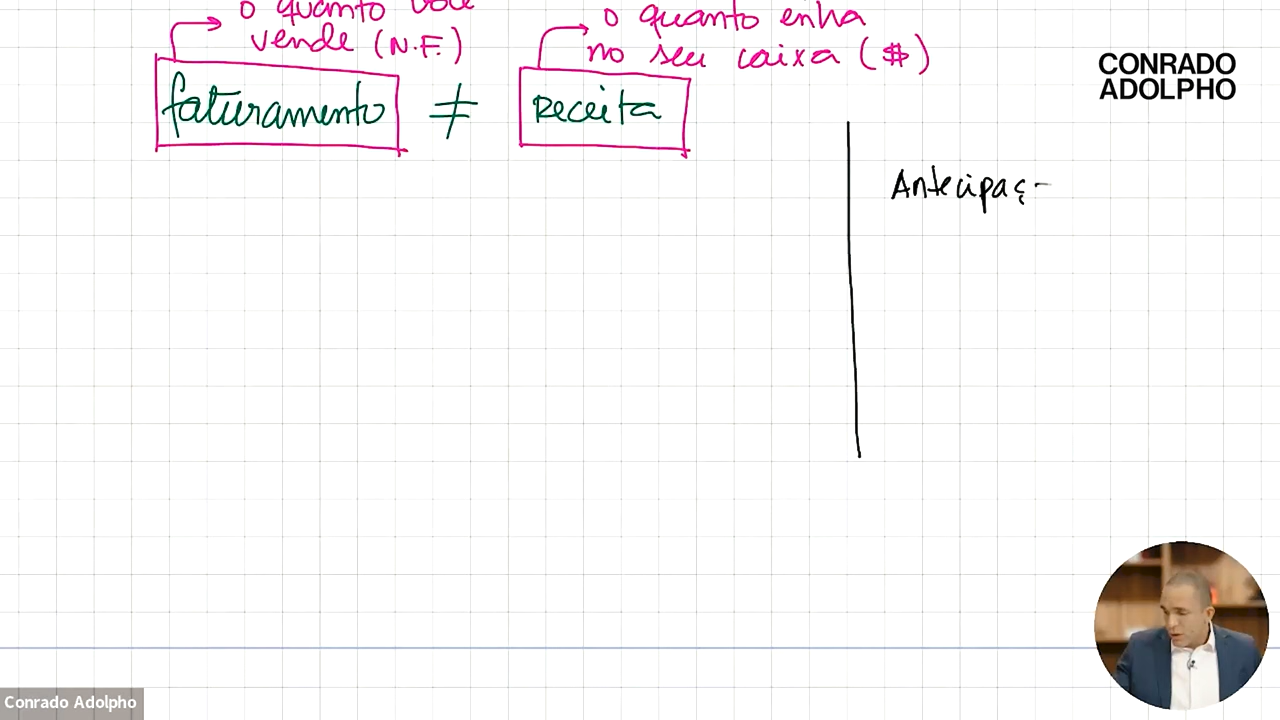 o quanto você
vende (N.F.)
o quanto entra
no seu caixa ($)
faturamento ≠ receita
CONRADO
ADOLPHO
Antecipaç-
Conrado Adolpho